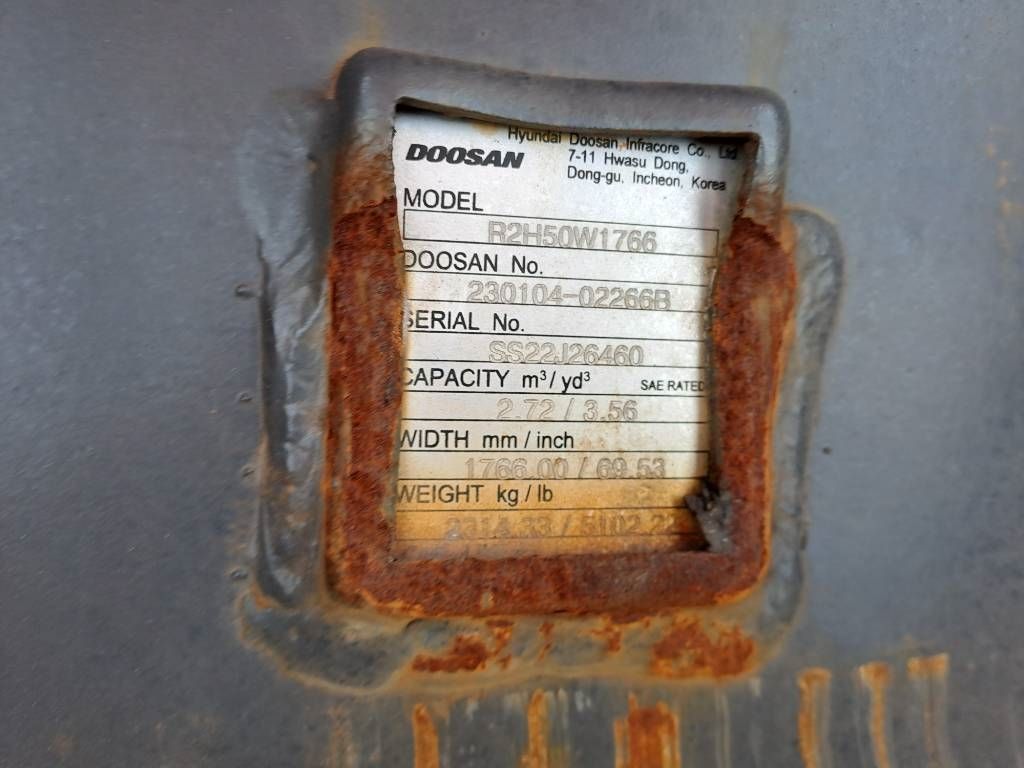 Hyundai Doosan Infracore Co., Ltd
DOOSAN 7-11 Hwasu Dong,
Dong-gu, Incheon, Korea
MODEL
R2H50W1766
DOOSAN No.
230104-02266B
SERIAL No.
SS22J26460
CAPACITY m³/ yd³ SAE RATED
2.72 / 3.56
WIDTH mm / inch
1766.00 / 69.53
WEIGHT kg / lb
2314.33 /